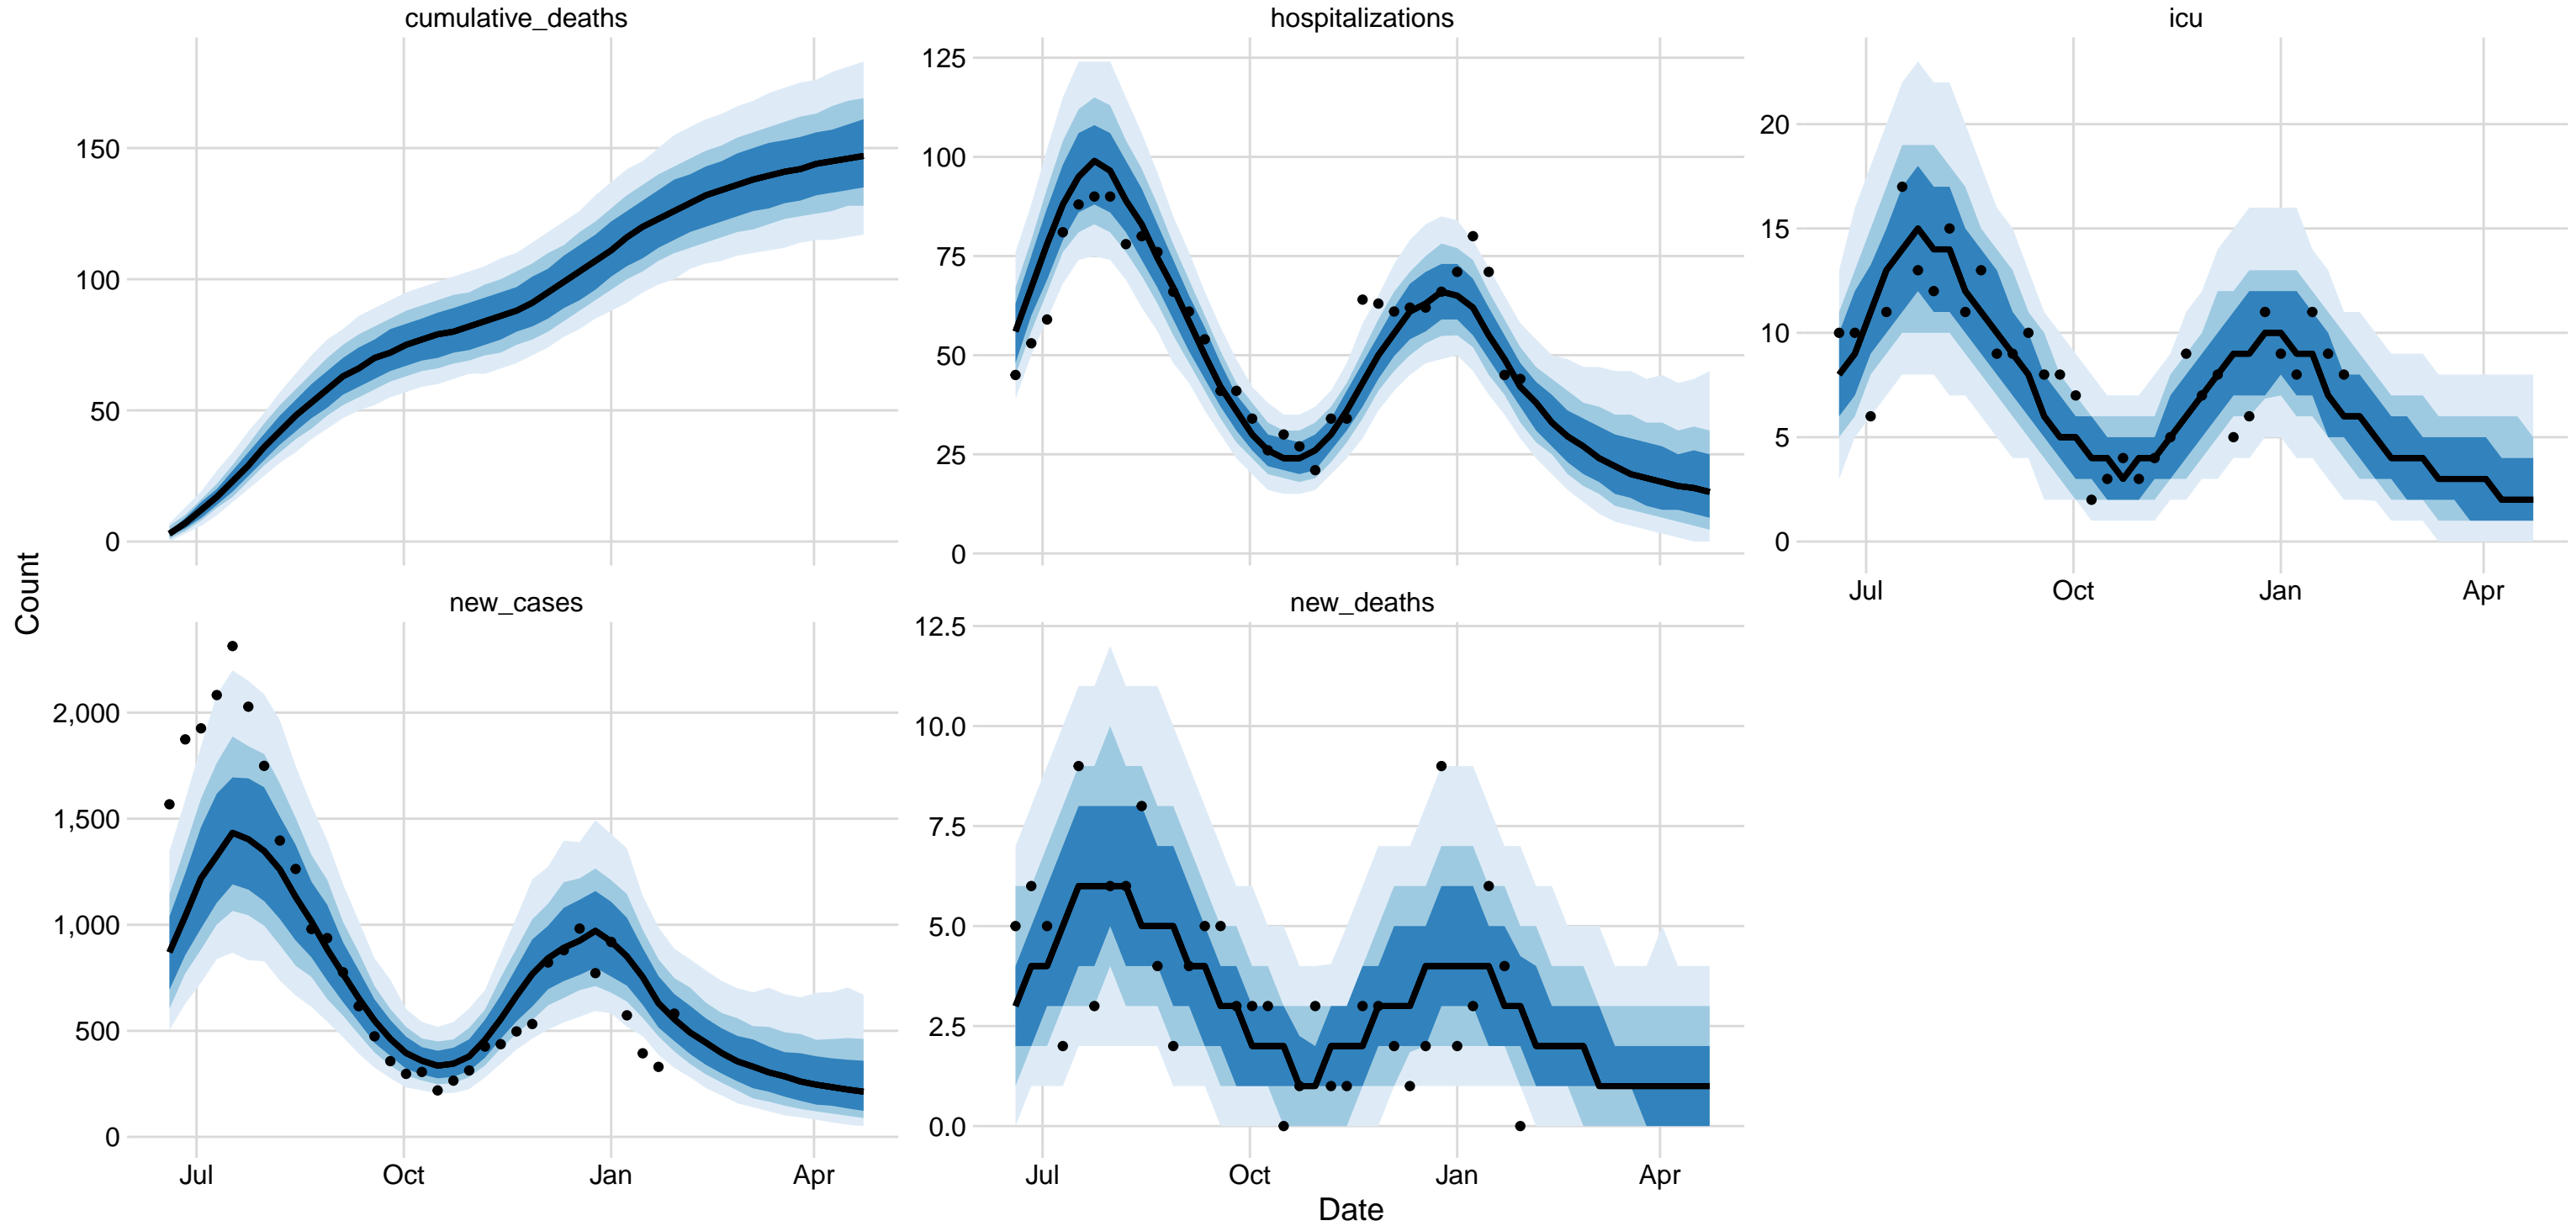 cumulative_deaths
hospitalizations
icu
150
100
50
0
125
100
75
50
25
0
20
15
10
5
0
Jul Oct Jan Apr
Count
new_cases
new_deaths
2,000
1,500
1,000
500
0
12.5
10.0
7.5
5.0
2.5
0.0
Jul Oct Jan Apr
Jul Oct Jan Apr
Date